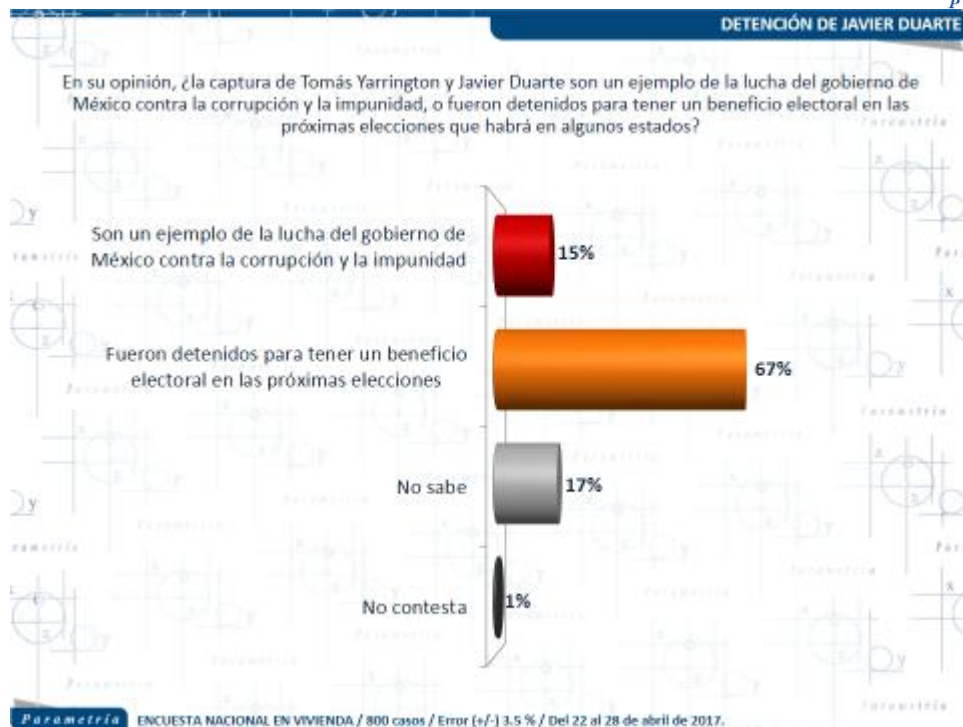 DETENCIÓN DE JAVIER DUARTE
En su opinión, ¿la captura de Tomás Yarrington y Javier Duarte son un ejemplo de la lucha del gobierno de
México contra la corrupción y la impunidad, o fueron detenidos para tener un beneficio electoral en las
próximas elecciones que habrá en algunos estados?
Son un ejemplo de la lucha del gobierno de
México contra la corrupción y la impunidad
15%
Fueron detenidos para tener un beneficio
electoral en las próximas elecciones
67%
No sabe
17%
No contesta
1%
Parametría ENCUESTA NACIONAL EN VIVIENDA / 800 casos / Error (+/-) 3.5 % / Del 22 al 28 de abril de 2017.